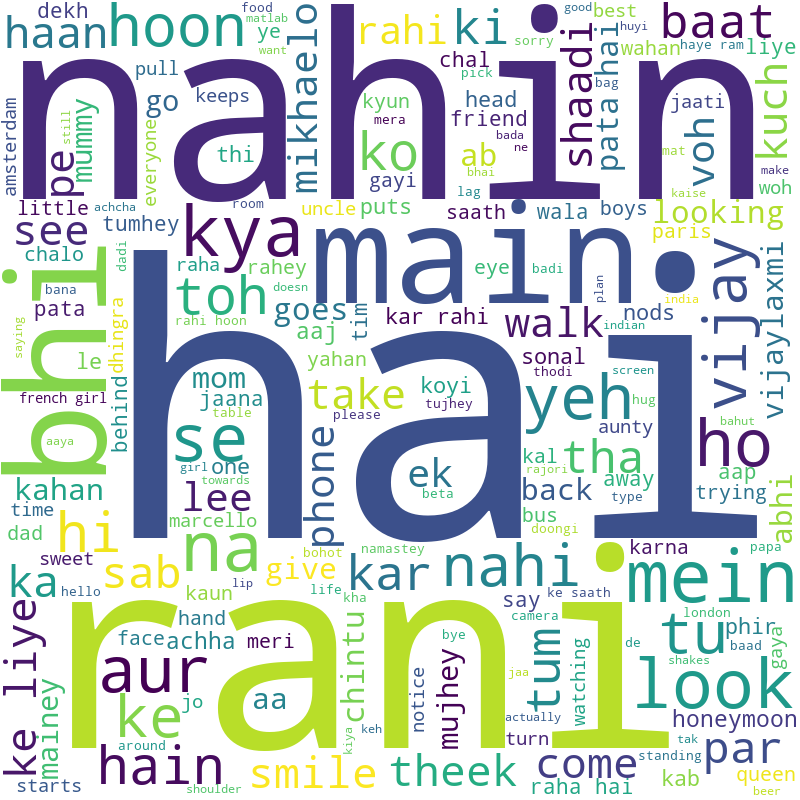 dekh
food
matlab
haan
hoon
ye
mikhaelo
rahi
ki
sorry
good
huyi
want
best
baat
pull
go
keeps
chal
pick
shaadi
pata hai
wahan
haye ram
liye
nahin
amsterdam
pe
mummy
still
everyone
thi
kyun
mera
head
friend
ko
ab
bada
ne
bhai
bag
jaati
voh
kuch
mat
make
gayi
lag
kaise
woh
little
achcha
room
uncle
puts
saath
wala
boys
looking
see
tumhey
kya
main
paris
chalo
dadi
raha
rahey
eye
badi
plan
vijay
vijaylaxmi
bhi
bana
toh
doesn
goes
tim
nods
india
pata
rahi hoon
aaj
kar rahi
walk
indian
saying
dhingra
le
yahan
sonal
thodi
screen
hai
french girl
behind
mom
jaana
take
koyi
tujhey
yeh
hug
table
please
aunty
bahut
ho
aaya
se
girl
one
towards
phone
ek
beta
kal
rajori
tha
away
type
aap
kahan
lee
back
trying
abhi
time
marcello
bus
doongi
dad
hi
na
bohot
namastey
karna
papa
sweet
ka
hello
sab
lip
give
life
kha
kar
nahi
ke saath
mein
kaun
say
camera
london
ke liye
hand
face
achha
meri
chintu
bye
tum
watching
de
tu
phir
baad
gaya
shakes
rani
aur
mainey
ke
jo
aa
notice
mujhey
jaa
actually
look
honeymoon
around
kiya
keh
turn
standing
tak
par
hain
starts
shoulder
smile
theek
come
raha hai
kab
queen
beer